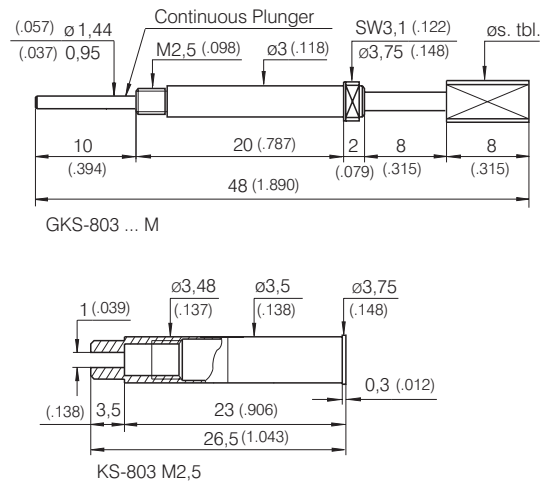 Continuous Plunger
(.057) ø 1,44
(.037) 0,95
M2,5 (.098)
ø3 (.118)
SW3,1 (.122)
ø3,75 (.148)
øs. tbl.
10
(.394)
20 (.787)
2
(.079)
8
(.315)
8
(.315)
48 (1.890)
GKS-803 ... M
1 (.039)
ø3,48
(.137)
ø3,5
(.138)
ø3,75
(.148)
0,3 (.012)
(.138) 3,5
23 (.906)
26,5 (1.043)
KS-803 M2,5